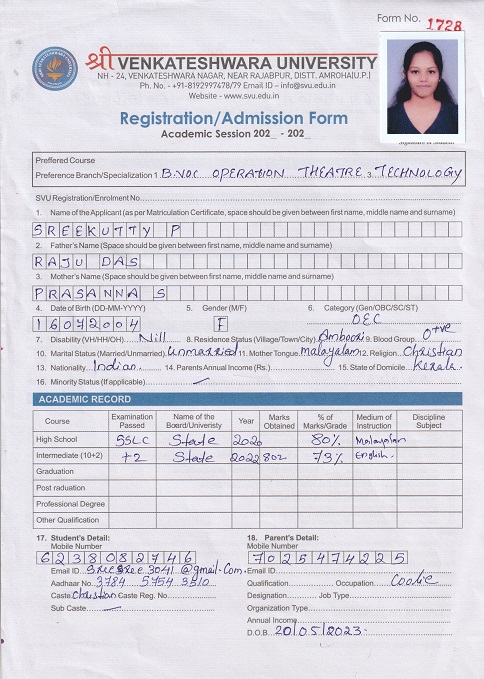 Form No. 1728
श्री VENKATESHWARA UNIVERSITY
NH - 24, VENKATESHWARA NAGAR, NEAR RAJABPUR, DISTT. AMROHA(U.P.)
Ph. No. - +91-8192997478/79 Email ID – info@svu.edu.in
Website - www.svu.edu.in
Registration/Admission Form
Academic Session 202_ - 202_
Preffered Course
Preference Branch/Specialization 1. B.VOC OPERATION THEATRE 3. TECHNOLOGY
SVU Registration/Enrolment No.
1. Name of the Applicant (as per Matriculation Certificate, space should be given between first name, middle name and surname)
SREEKUTTY P
2. Father's Name (Space should be given between first name, middle name and surname)
RAJU DAS
3. Mother's Name (Space should be given between first name, middle name and surname)
PRASANNA S
4. Date of Birth (DD-MM-YYYY) 5. Gender (M/F) 6. Category (Gen/OBC/SC/ST)
16042004 F OEC
7. Disability (VH/HH/OH) Nill 8. Residence Status (Village/Town/City) Amboori 9. Blood Group O+ve
10. Marital Status (Married/Unmarried) Unmarried 11. Mother Tongue malayalam 12. Religion Christian
13. Nationality Indian 14. Parents Annual Income (Rs.) 15. State of Domicile Kerala
16. Minority Status (If applicable)
ACADEMIC RECORD
Course Examination Passed Name of the Board/Univeristy Year Marks Obtained % of Marks/Grade Medium of Instruction Discipline Subject
High School SSLC State 2020 80% Malayalam
Intermediate (10+2) +2 State 2022 802 73% English
Graduation
Post raduation
Professional Degree
Other Qualification
17. Student's Detail: 18. Parent's Detail:
Mobile Number Mobile Number
6238082746 7025474225
Email ID sreesree3041@gmail.com Email ID
Aadhaar No. 3784 5754 3510 Qualification Occupation Coolie
Caste Christian Caste Reg. No. Designation Job Type
Sub Caste Organization Type
Annual Income
D.O.B. 20/05/2023